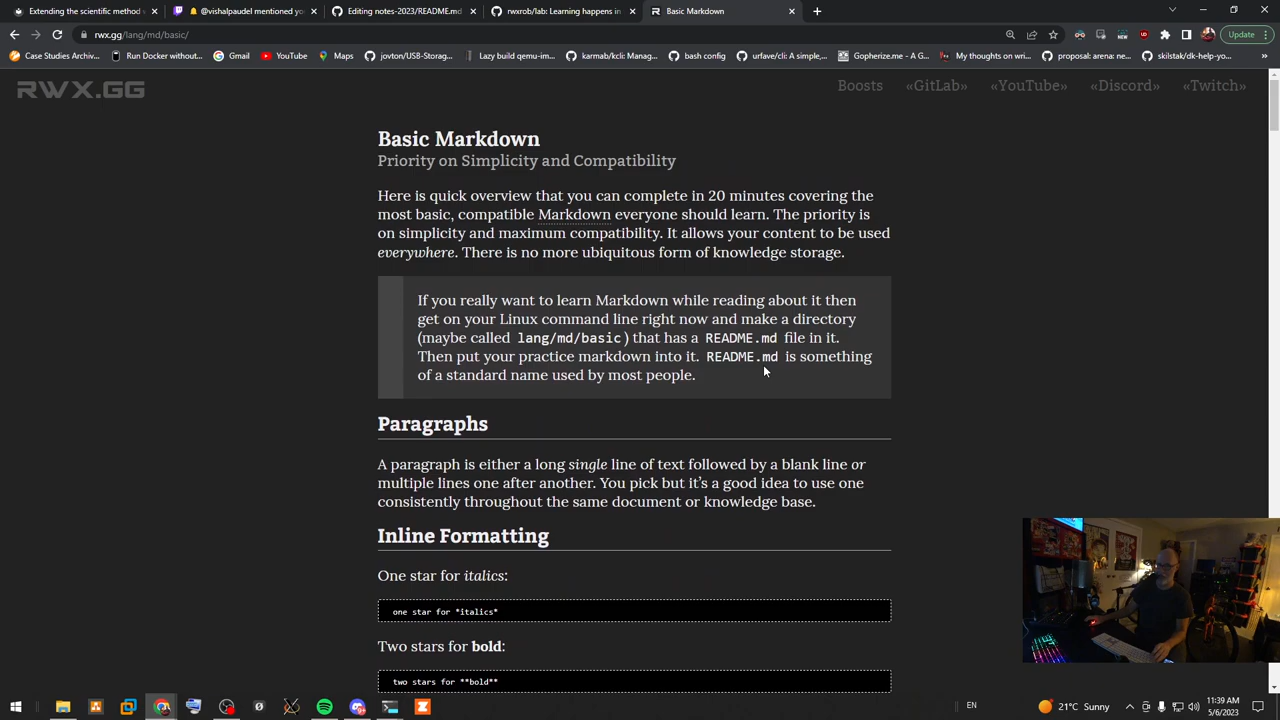 Extending the scientific method
@vishalpaudel mentioned yo
Editing notes-2023/README.md
rwxrob/lab: Learning happens in
Basic Markdown
rwx.gg/lang/md/basic/
Update
Case Studies Archiv...
Run Docker without...
Gmail
YouTube
Maps
jovton/USB-Storag...
Lazy build qemu-im...
karmab/kcli: Manag...
bash config
urfave/cli: A simple,...
Gopherize.me - A G...
My thoughts on wri...
proposal: arena: ne...
skilstak/dk-help-yo...
RWX.GG
Boosts «GitLab» «YouTube» «Discord» «Twitch»
Basic Markdown
Priority on Simplicity and Compatibility
Here is quick overview that you can complete in 20 minutes covering the
most basic, compatible Markdown everyone should learn. The priority is
on simplicity and maximum compatibility. It allows your content to be used
everywhere. There is no more ubiquitous form of knowledge storage.
If you really want to learn Markdown while reading about it then
get on your Linux command line right now and make a directory
(maybe called lang/md/basic) that has a README.md file in it.
Then put your practice markdown into it. README.md is something
of a standard name used by most people.
Paragraphs
A paragraph is either a long single line of text followed by a blank line or
multiple lines one after another. You pick but it's a good idea to use one
consistently throughout the same document or knowledge base.
Inline Formatting
One star for italics:
one star for *italics*
Two stars for bold:
two stars for **bold**
21°C Sunny
EN
11:39 AM
5/6/2023